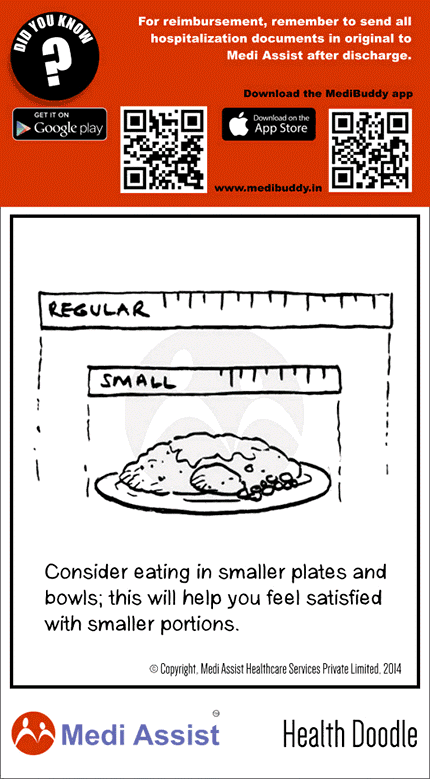 DID YOU KNOW
?
For reimbursement, remember to send all
hospitalization documents in original to
Medi Assist after discharge.
Download the MediBuddy app
GET IT ON
Google play
Download on the
App Store
www.medibuddy.in
REGULAR
SMALL
Consider eating in smaller plates and
bowls; this will help you feel satisfied
with smaller portions.
© Copyright, Medi Assist Healthcare Services Private Limited, 2014
Medi Assist
Health Doodle